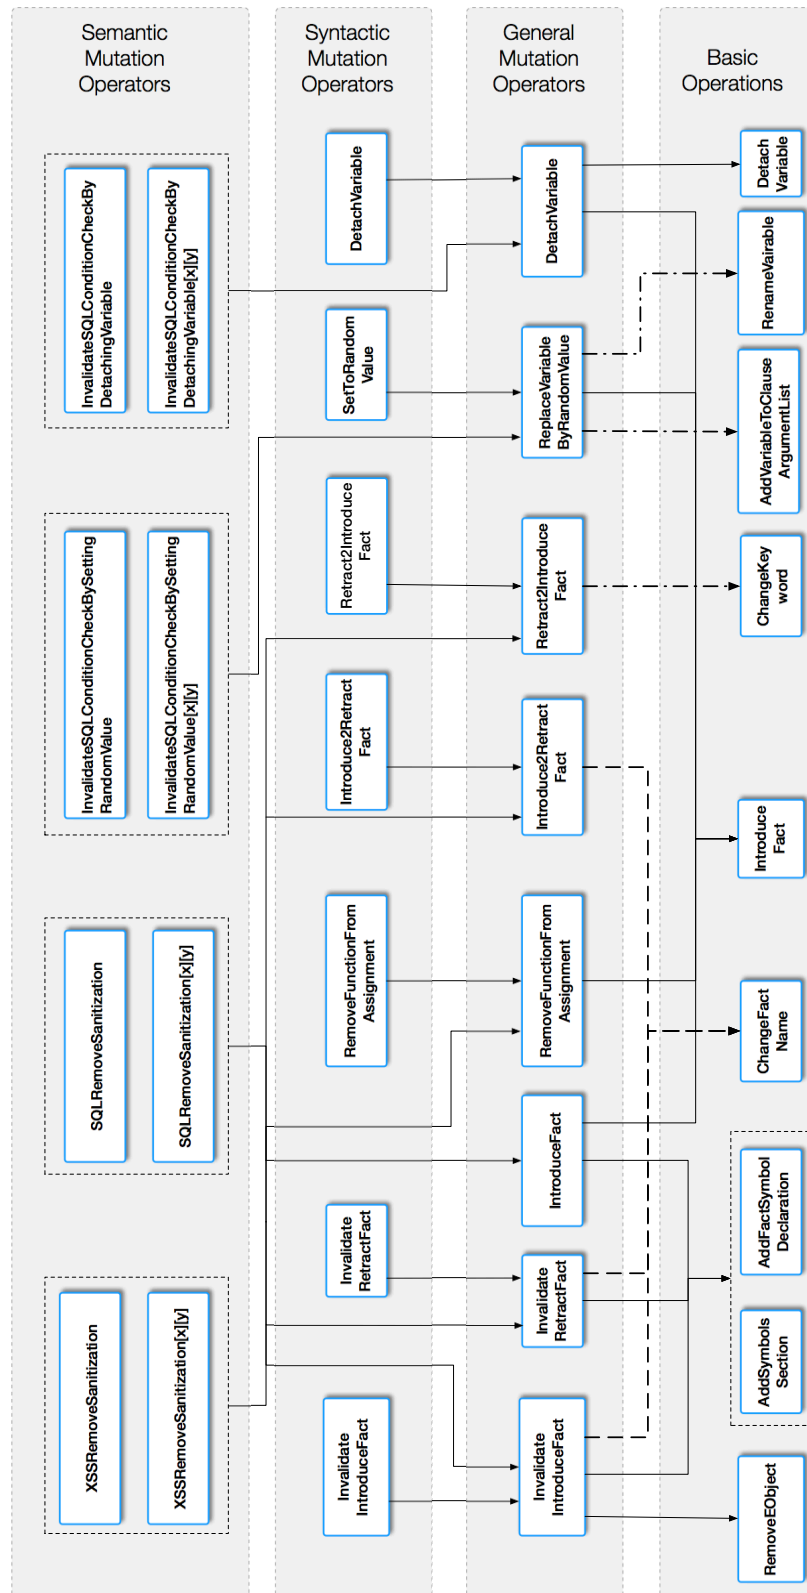 Semantic
Mutation
Operators
Syntactic
Mutation
Operators
General
Mutation
Operators
Basic
Operations
InvalidateSQLConditionCheckBy
DetachingVariable
InvalidateSQLConditionCheckBy
DetachingVariable[x][y]
InvalidateSQLConditionCheckBySetting
RandomValue
InvalidateSQLConditionCheckBySetting
RandomValue[x][y]
SQLRemoveSanitization
SQLRemoveSanitization[x][y]
XSSRemoveSanitization
XSSRemoveSanitization[x][y]
DetachVariable
SetToRandom
Value
Retract2Introduce
Fact
Introduce2Retract
Fact
RemoveFunctionFrom
Assignment
Invalidate
RetractFact
Invalidate
IntroduceFact
DetachVariable
ReplaceVariable
ByRandomValue
Retract2Introduce
Fact
Introduce2Retract
Fact
RemoveFunctionFrom
Assignment
IntroduceFact
Invalidate
RetractFact
Invalidate
IntroduceFact
Detach
Variable
RenameVairable
AddVariableToClause
ArgumentList
ChangeKey
word
Introduce
Fact
ChangeFact
Name
AddFactSymbol
Declaration
AddSymbols
Section
RemoveEObject